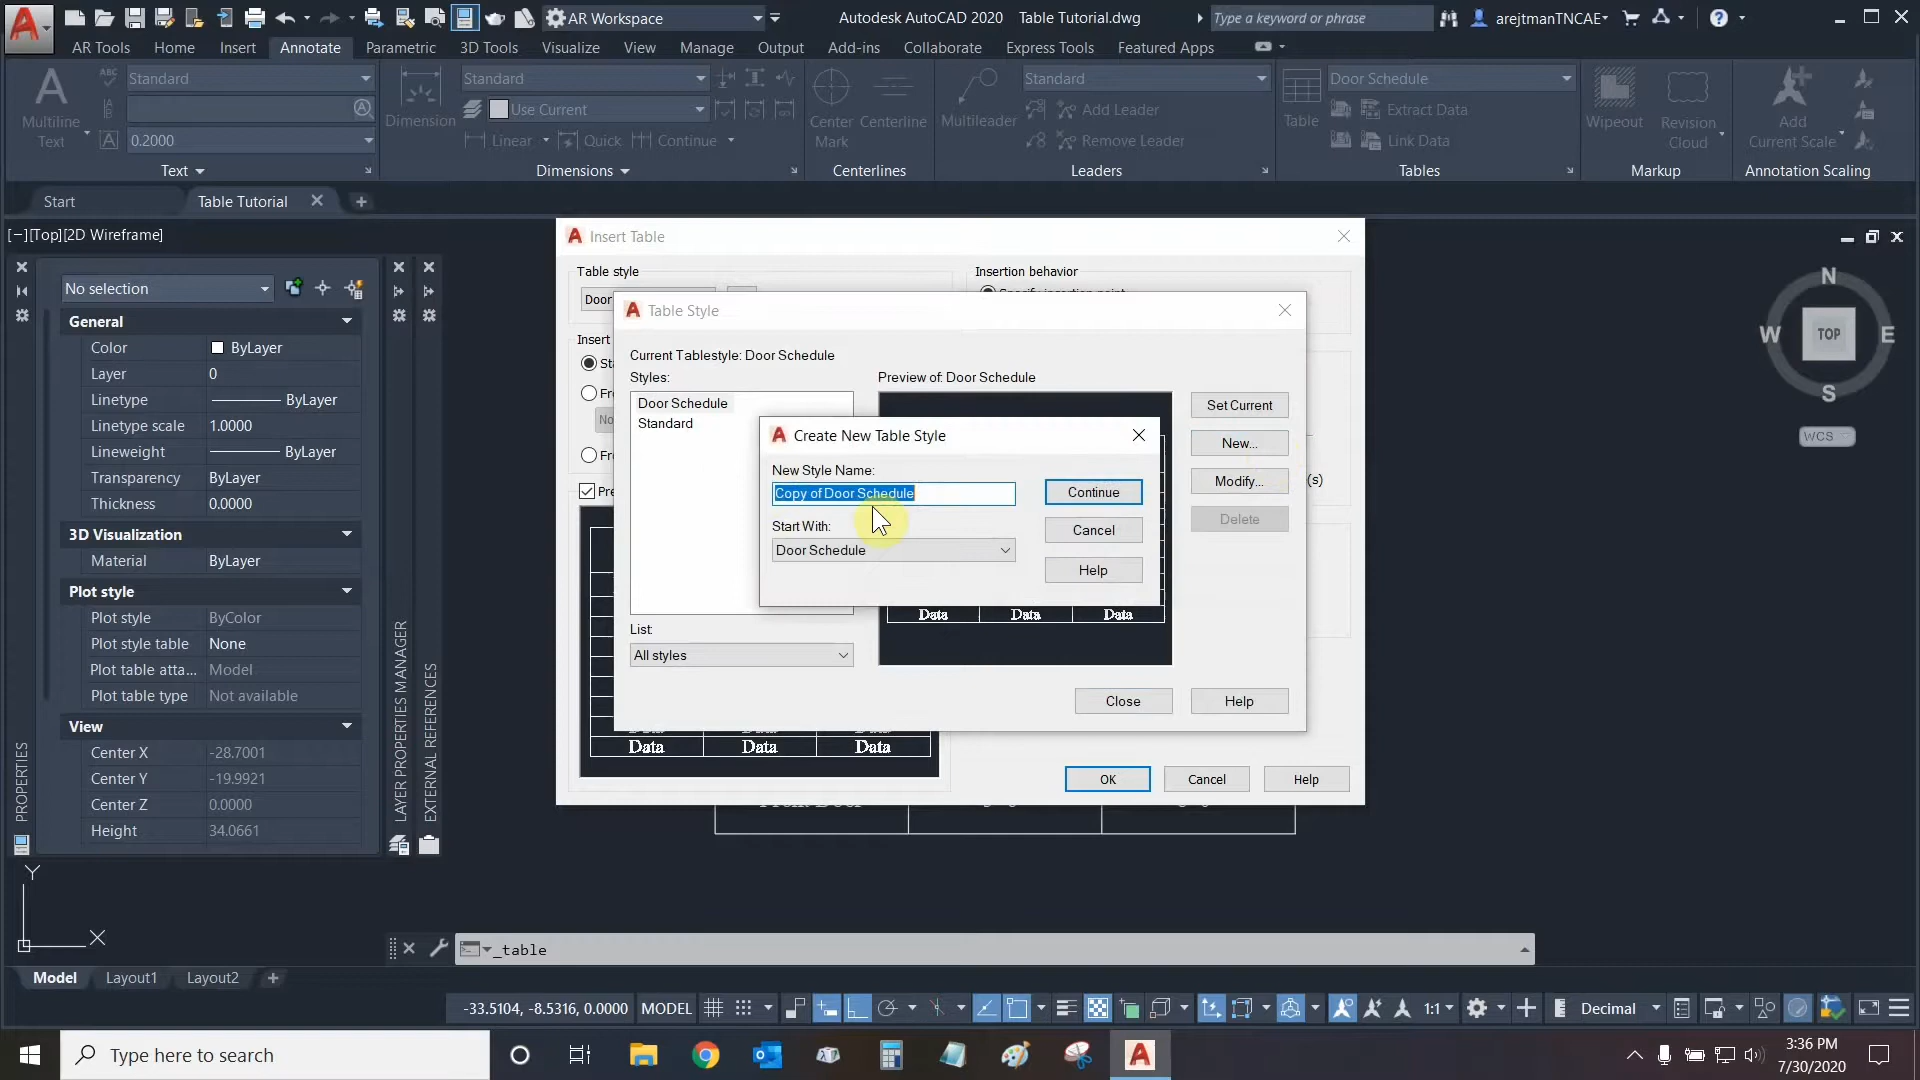 AR Workspace
Autodesk AutoCAD 2020 Table Tutorial.dwg
Type a keyword or phrase
arejtmanTNCAE
AR Tools Home Insert Annotate Parametric 3D Tools Visualize View Manage Output Add-ins Collaborate Express Tools Featured Apps
Multiline Text
Standard
0.2000
Text
Dimension
Standard
Use Current
Linear Quick Continue
Dimensions
Center Mark
Centerline
Centerlines
Multileader
Standard
Add Leader
Remove Leader
Leaders
Table
Door Schedule
Extract Data
Link Data
Tables
Wipeout
Revision Cloud
Markup
Add Current Scale
Annotation Scaling
Start
Table Tutorial
[−][Top][2D Wireframe]
No selection
General
Color ByLayer
Layer 0
Linetype ByLayer
Linetype scale 1.0000
Lineweight ByLayer
Transparency ByLayer
Thickness 0.0000
3D Visualization
Material ByLayer
Plot style
Plot style ByColor
Plot style table None
Plot table atta... Model
Plot table type Not available
View
Center X -28.7001
Center Y -19.9921
Center Z 0.0000
Height 34.0661
PROPERTIES
LAYER PROPERTIES MANAGER
EXTERNAL REFERENCES
Insert Table
Table style
Door
Insertion behavior
Insert
Sta
Fro
No
Fro
Pre
(s)
Data Data Data
OK
Cancel
Help
Table Style
Current Tablestyle: Door Schedule
Styles:
Door Schedule
Standard
Preview of: Door Schedule
Data Data Data
Set Current
New...
Modify...
Delete
List:
All styles
Close
Help
Create New Table Style
New Style Name:
Copy of Door Schedule
Start With:
Door Schedule
Continue
Cancel
Help
N
W TOP E
S
WCS
Y
X
_table
Model Layout1 Layout2
-33.5104, -8.5316, 0.0000 MODEL
1:1
Decimal
Type here to search
3:36 PM
7/30/2020